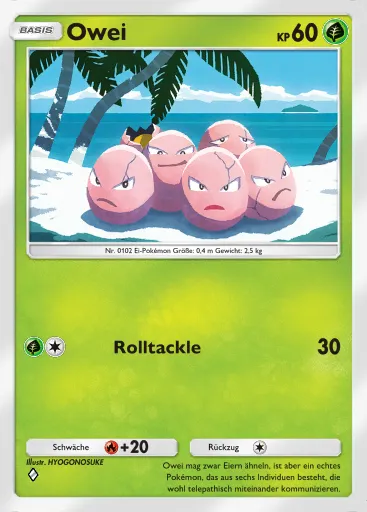 BASIS
Owei
KP 60
Nr. 0102 Ei-Pokémon Größe: 0,4 m Gewicht: 2,5 kg
Rolltackle 30
Schwäche +20 Rückzug
Illustr. HYOGONOSUKE
Owei mag zwar Eiern ähneln, ist aber ein echtes
Pokémon, das aus sechs Individuen besteht, die
wohl telepathisch miteinander kommunizieren.